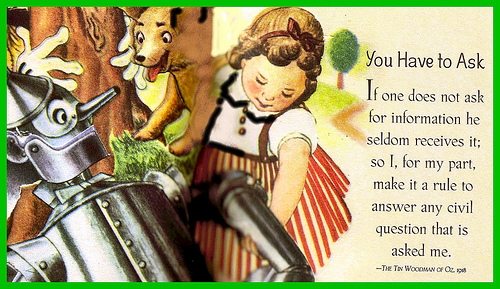 You Have to Ask
If one does not ask
for information he
seldom receives it;
so I, for my part,
make it a rule to
answer any civil
question that is
asked me.
—THE TIN WOODMAN OF OZ, 1918